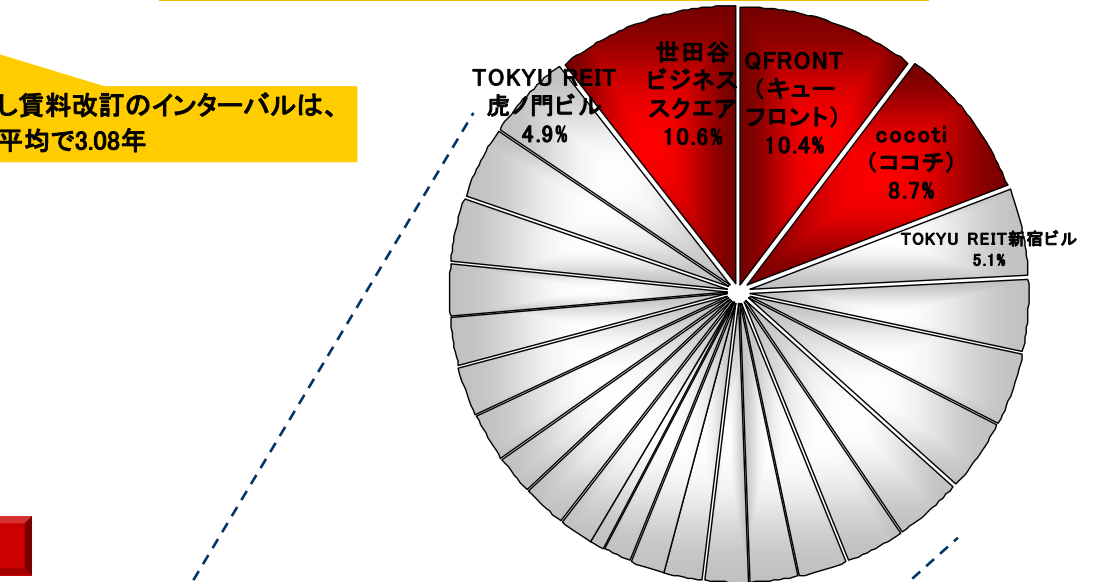 し賃料改訂のインターバルは、
平均で3.08年
TOKYU REIT
虎ノ門ビル
4.9%
世田谷
ビジネス
スクエア
10.6%
QFRONT
（キュー
フロント）
10.4%
cocoti
（ココチ）
8.7%
TOKYU REIT新宿ビル
5.1%